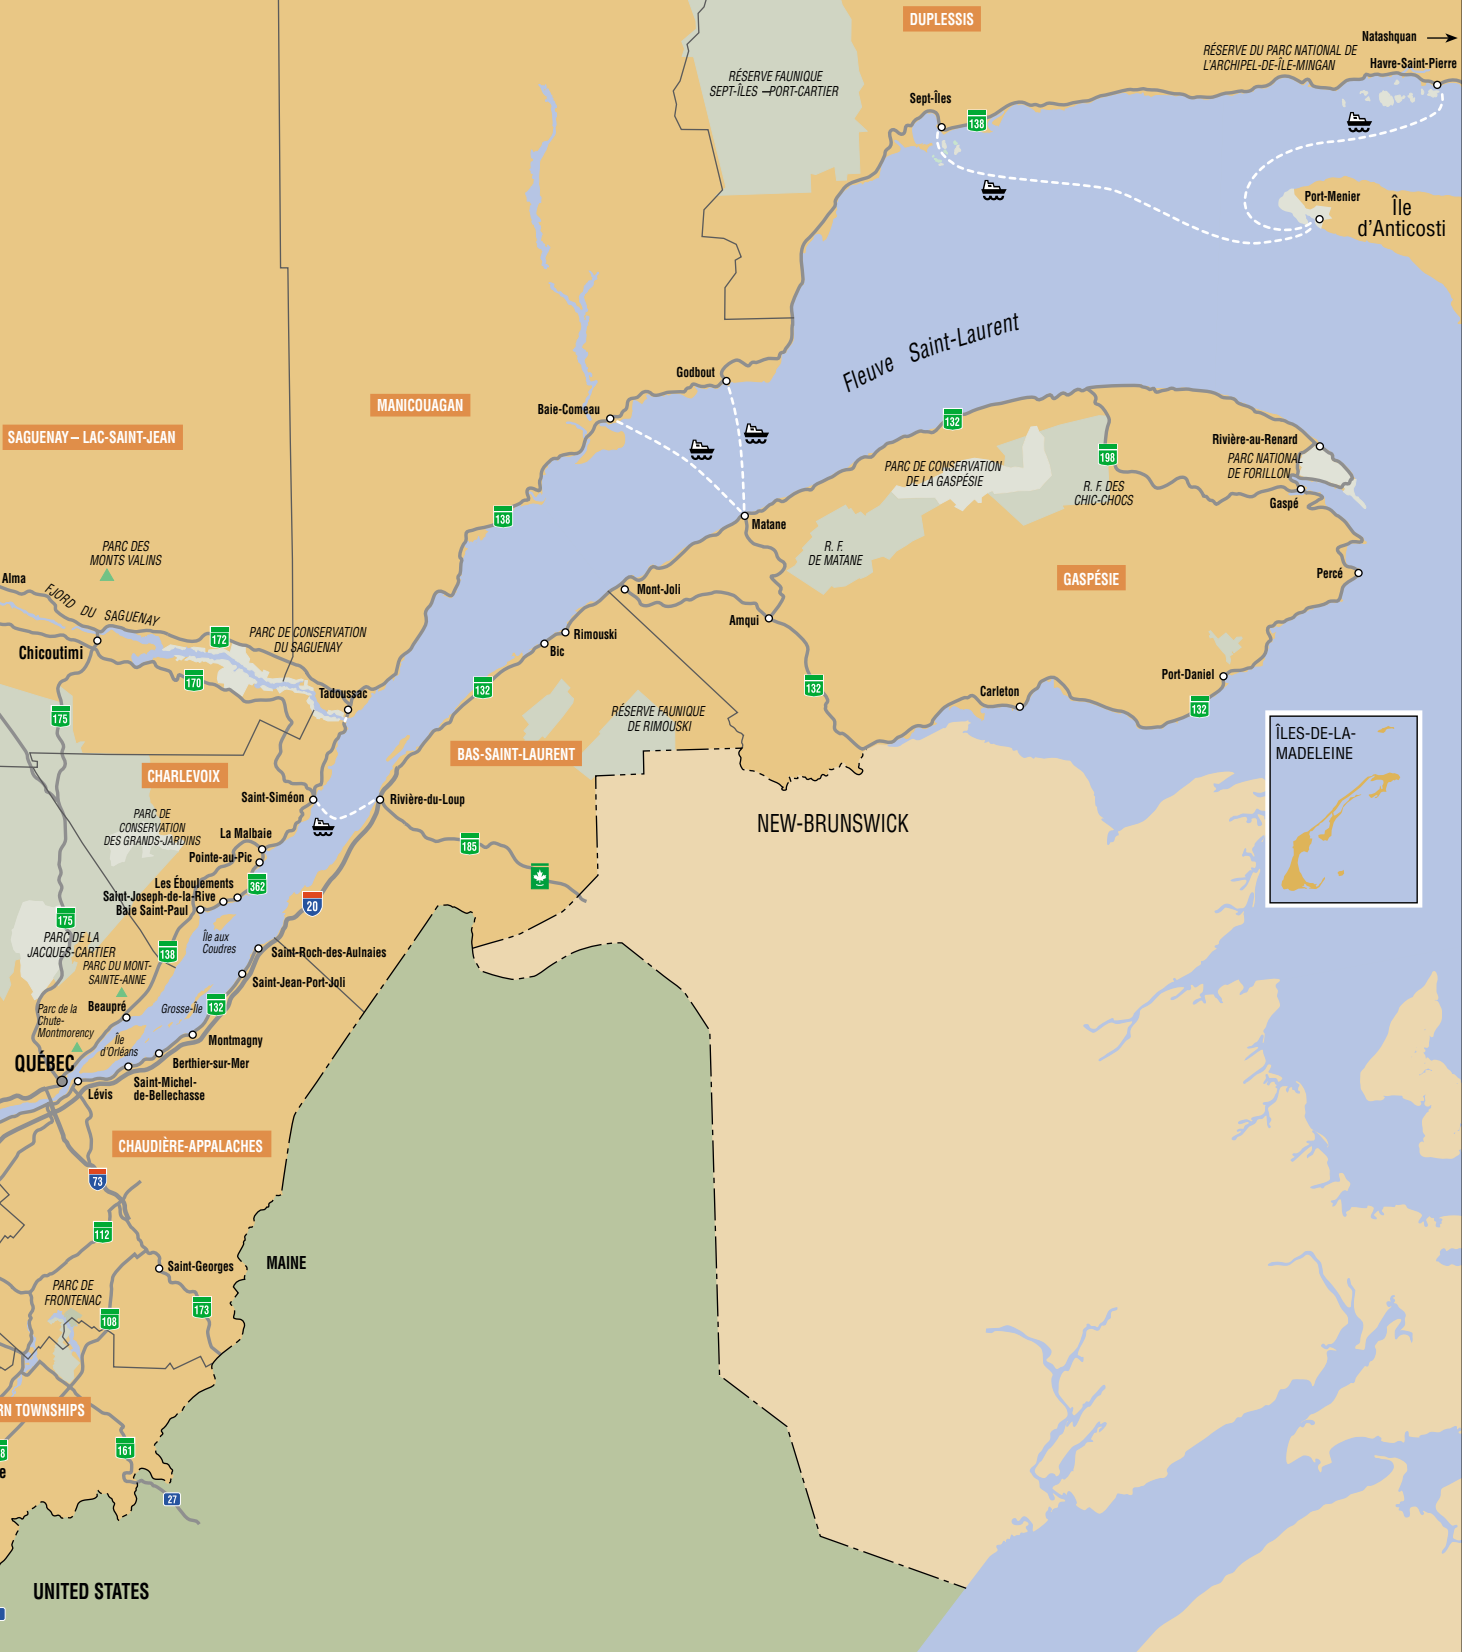 DUPLESSIS
Natashquan
RÉSERVE DU PARC NATIONAL DE
L'ARCHIPEL-DE-ÎLE-MINGAN
Havre-Saint-Pierre
RÉSERVE FAUNIQUE
SEPT-ÎLES –PORT-CARTIER
Sept-Îles
138
Port-Menier
Île
d'Anticosti
Fleuve Saint-Laurent
Godbout
MANICOUAGAN
Baie-Comeau
SAGUENAY – LAC-SAINT-JEAN
132
Rivière-au-Renard
PARC NATIONAL
DE FORILLON
198
PARC DE CONSERVATION
DE LA GASPÉSIE
R. F. DES
CHIC-CHOCS
Gaspé
138
Matane
R. F.
DE MATANE
PARC DES
MONTS VALINS
GASPÉSIE
Percé
Alma
FJORD DU SAGUENAY
Mont-Joli
Amqui
172
PARC DE CONSERVATION
DU SAGUENAY
Rimouski
Bic
Chicoutimi
170
Tadoussac
132
132
Port-Daniel
Carleton
132
175
RÉSERVE FAUNIQUE
DE RIMOUSKI
ÎLES-DE-LA-
MADELEINE
BAS-SAINT-LAURENT
CHARLEVOIX
Saint-Siméon
Rivière-du-Loup
PARC DE
CONSERVATION
DES GRANDS-JARDINS
La Malbaie
Pointe-au-Pic
NEW-BRUNSWICK
185
Les Éboulements
362
Saint-Joseph-de-la-Rive
Baie Saint-Paul
20
175
PARC DE LA
JACQUES-CARTIER
Île aux
Coudres
138
Saint-Roch-des-Aulnaies
PARC DU MONT-
SAINTE-ANNE
Saint-Jean-Port-Joli
Beaupré
Grosse-Île
132
Parc de la
Chute-
Montmorency
Île
d'Orléans
Montmagny
QUÉBEC
Berthier-sur-Mer
Lévis
Saint-Michel-
de-Bellechasse
CHAUDIÈRE-APPALACHES
73
112
Saint-Georges
MAINE
PARC DE
FRONTENAC
108
173
RN TOWNSHIPS
8
161
e
27
UNITED STATES